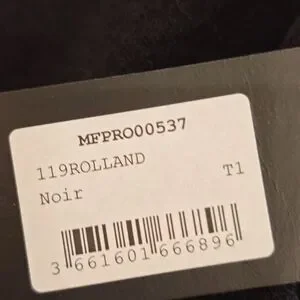 MFPRO00537
119ROLLAND
Noir T1
3 661601 666896